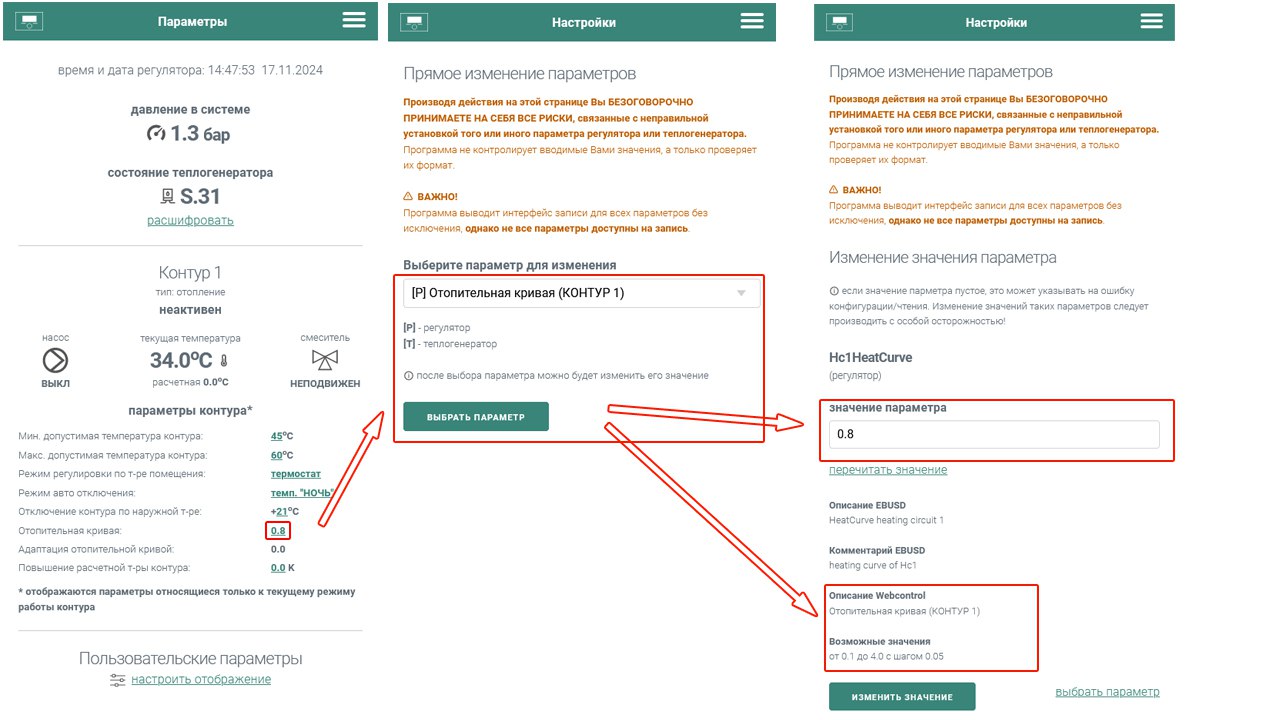 Параметры
время и дата регулятора: 14:47:53 17.11.2024
давление в системе
1.3 бар
состояние теплогенератора
S.31
расшифровать
Контур 1
тип: отопление
неактивен
насос
ВЫКЛ
текущая температура
34.0ºC
расчетная 0.0ºC
смеситель
НЕПОДВИЖЕН
параметры контура*
Мин. допустимая температура контура: 45ºC
Макс. допустимая температура контура: 60ºC
Режим регулировки по т-ре помещения: термостат
Режим авто отключения: темп. "НОЧЬ"
Отключение контура по наружной т-ре: +21ºC
Отопительная кривая: 0.8
Адаптация отопительной кривой: 0.0
Повышение расчетной т-ры контура: 0.0 K
* отображаются параметры относящиеся только к текущему режиму
работы контура
Пользовательские параметры
настроить отображение
Настройки
Прямое изменение параметров
Производя действия на этой странице Вы БЕЗОГОВОРОЧНО
ПРИНИМАЕТЕ НА СЕБЯ ВСЕ РИСКИ, связанные с неправильной
установкой того или иного параметра регулятора или теплогенератора.
Программа не контролирует вводимые Вами значения, а только проверяет
их формат.
ВАЖНО!
Программа выводит интерфейс записи для всех параметров без
исключения, однако не все параметры доступны на запись.
Выберите параметр для изменения
[Р] Отопительная кривая (КОНТУР 1)
[Р] - регулятор
[Т] - теплогенератор
после выбора параметра можно будет изменить его значение
ВЫБРАТЬ ПАРАМЕТР
Настройки
Прямое изменение параметров
Производя действия на этой странице Вы БЕЗОГОВОРОЧНО
ПРИНИМАЕТЕ НА СЕБЯ ВСЕ РИСКИ, связанные с неправильной
установкой того или иного параметра регулятора или теплогенератора.
Программа не контролирует вводимые Вами значения, а только
проверяет их формат.
ВАЖНО!
Программа выводит интерфейс записи для всех параметров без
исключения, однако не все параметры доступны на запись.
Изменение значения параметра
если значение парметра пустое, это может указывать на ошибку
конфигурации/чтения. Изменение значений таких параметров следует
производить с особой осторожностью!
Hc1HeatCurve
(регулятор)
значение параметра
0.8
перечитать значение
Описание EBUSD
HeatCurve heating circuit 1
Комментарий EBUSD
heating curve of Hc1
Описание Webcontrol
Отопительная кривая (КОНТУР 1)
Возможные значения
от 0.1 до 4.0 с шагом 0.05
ИЗМЕНИТЬ ЗНАЧЕНИЕ
выбрать параметр